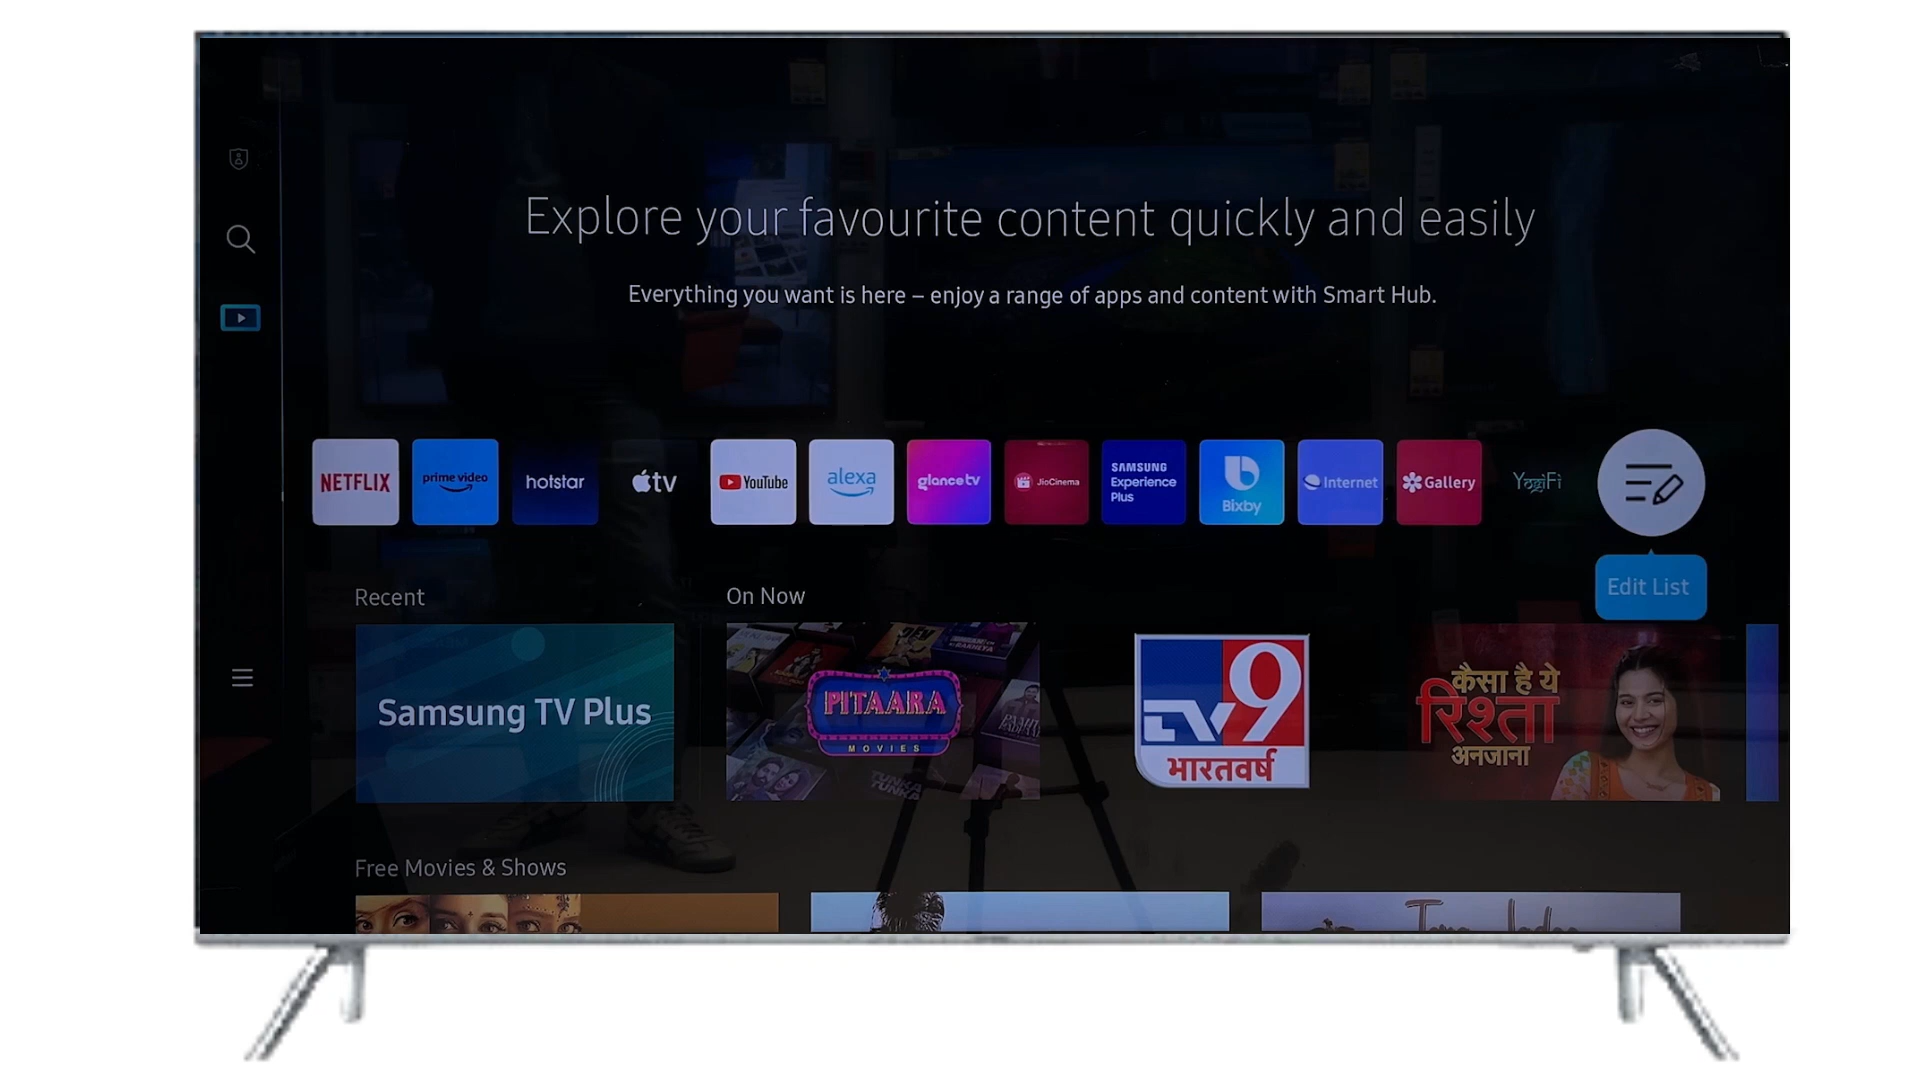 Explore your favourite content quickly and easily
Everything you want is here – enjoy a range of apps and content with Smart Hub.
NETFLIX
prime video
hotstar
tv
YouTube
alexa
glance tv
JioCinema
SAMSUNG
Experience
Plus
Bixby
Internet
Gallery
YogiFi
Edit List
Recent
On Now
Samsung TV Plus
PITAARA
MOVIES
TV9
भारतवर्ष
कैसा है ये
रिश्ता
अनजाना
Free Movies & Shows